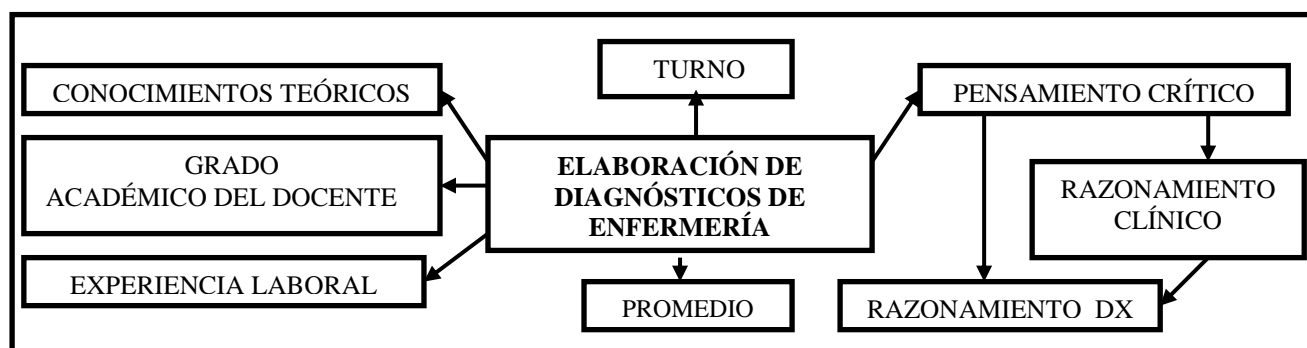 TURNO
CONOCIMIENTOS TEÓRICOS
PENSAMIENTO CRÍTICO
GRADO
ACADÉMICO DEL DOCENTE
ELABORACIÓN DE
DIAGNÓSTICOS DE
ENFERMERÍA
RAZONAMIENTO
CLÍNICO
EXPERIENCIA LABORAL
PROMEDIO
RAZONAMIENTO DX